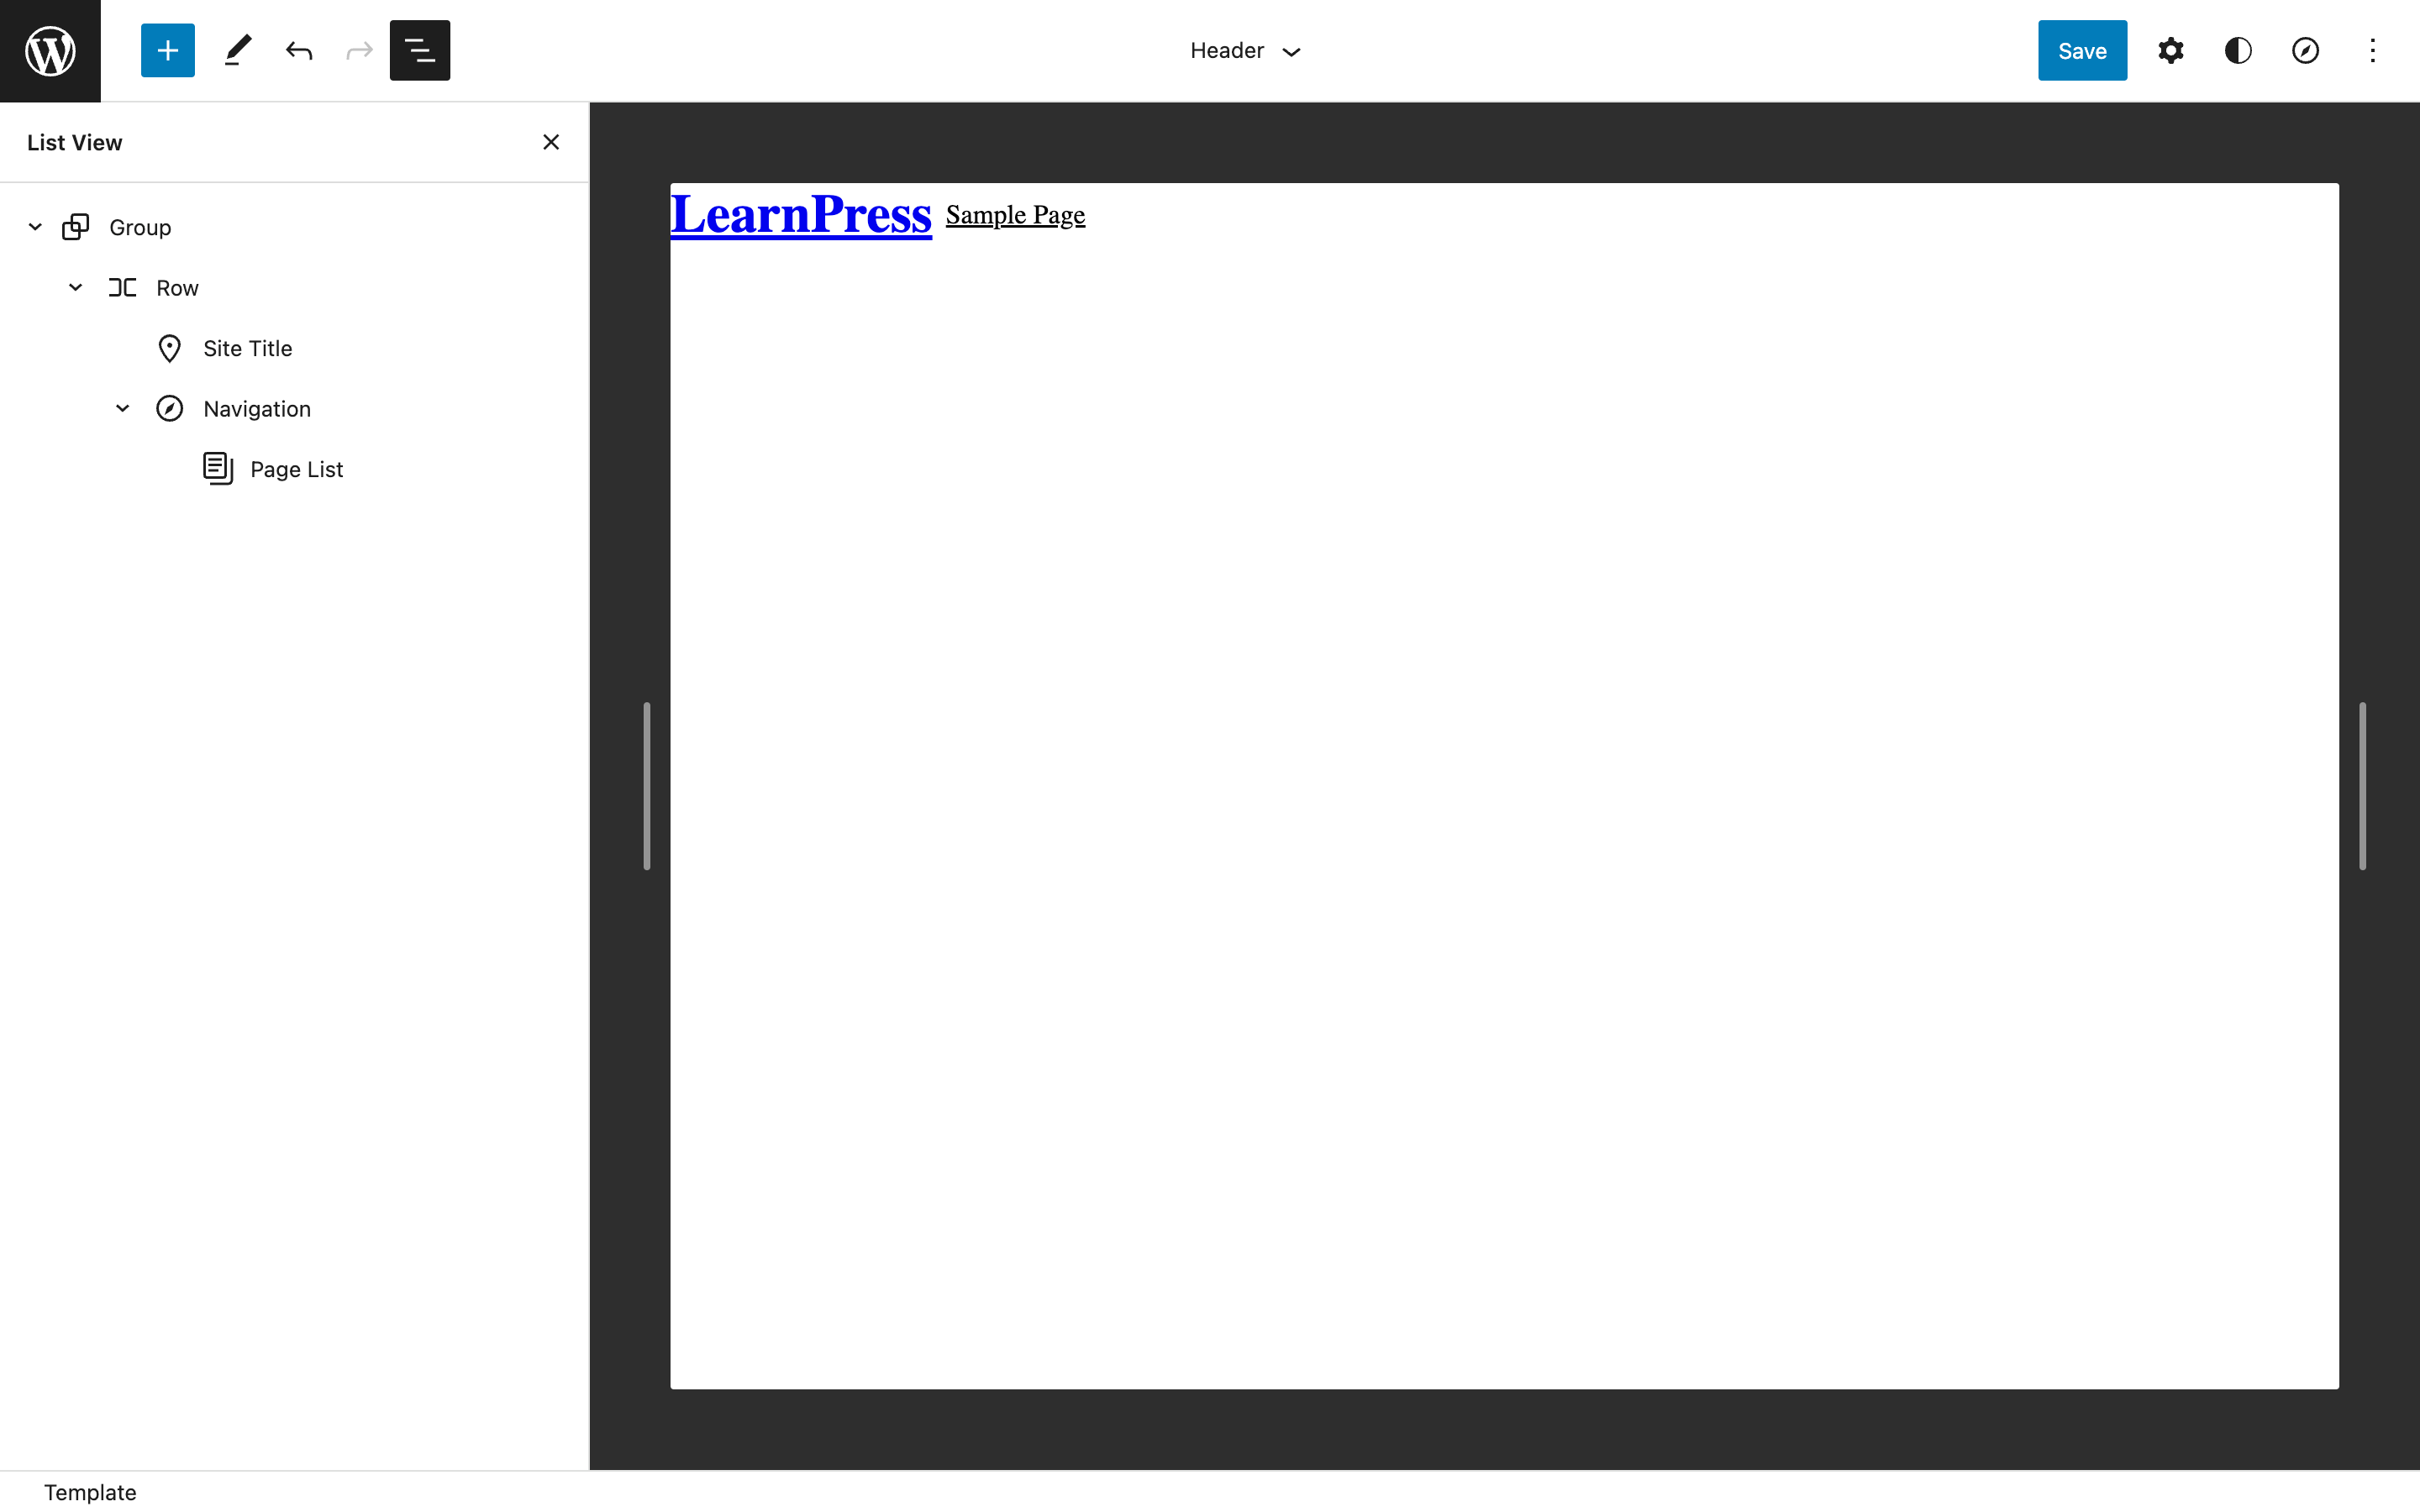 Header
Save
List View
Group
Row
Site Title
Navigation
Page List
LearnPress Sample Page
Template